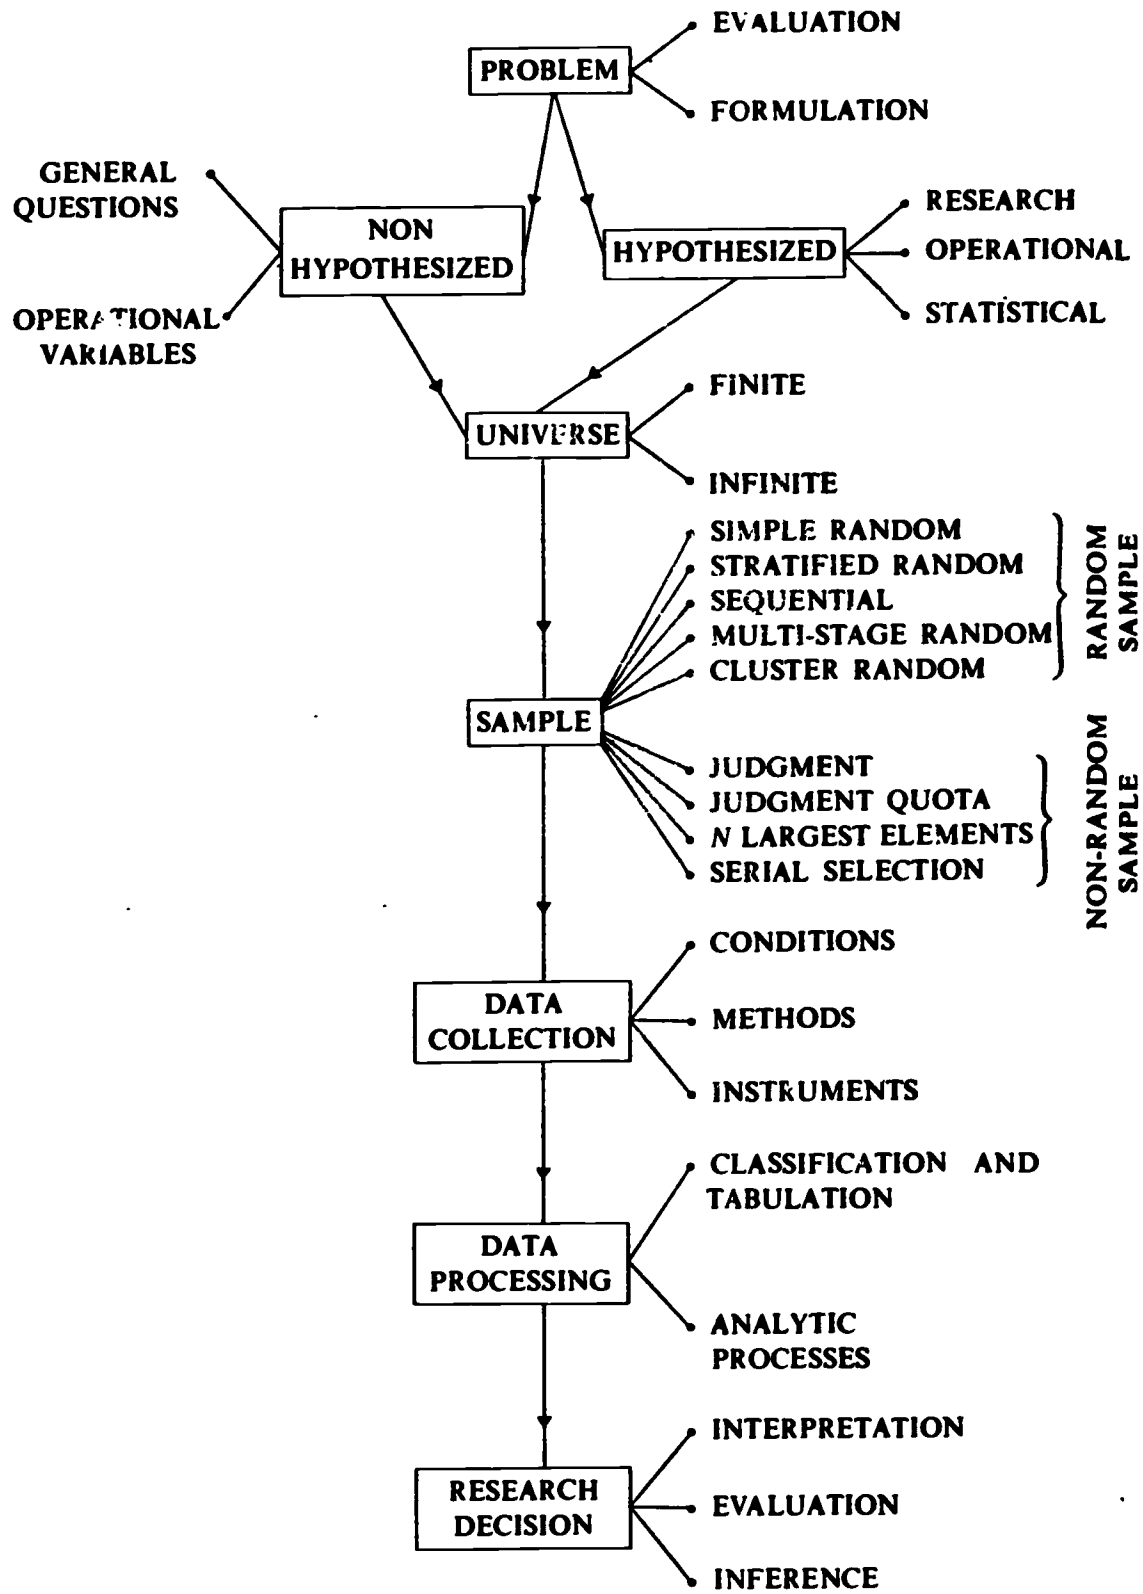 EVALUATION
PROBLEM
FORMULATION
GENERAL
QUESTIONS
NON
HYPOTHESIZED
OPERATIONAL
VARIABLES
HYPOTHESIZED
RESEARCH
OPERATIONAL
STATISTICAL
UNIVERSE
FINITE
INFINITE
SIMPLE RANDOM
STRATIFIED RANDOM
SEQUENTIAL
MULTI-STAGE RANDOM
CLUSTER RANDOM
RANDOM
SAMPLE
SAMPLE
JUDGMENT
JUDGMENT QUOTA
N LARGEST ELEMENTS
SERIAL SELECTION
NON-RANDOM
SAMPLE
DATA
COLLECTION
CONDITIONS
METHODS
INSTRUMENTS
DATA
PROCESSING
CLASSIFICATION AND
TABULATION
ANALYTIC
PROCESSES
RESEARCH
DECISION
INTERPRETATION
EVALUATION
INFERENCE